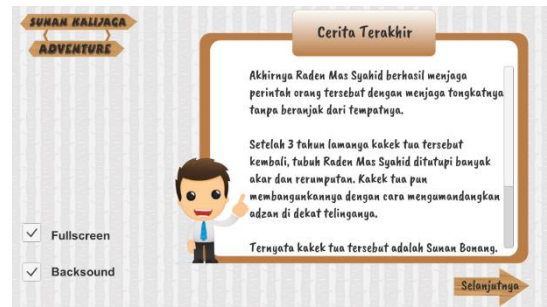 SUNAN KALIJAGA
ADVENTURE
Cerita Terakhir
Akhirnya Raden Mas Syahid berhasil menjaga
perintah orang tersebut dengan menjaga tongkatnya
tanpa beranjak dari tempatnya.
Setelah 3 tahun lamanya kakek tua tersebut
kembali, tubuh Raden Mas Syahid ditutupi banyak
akar dan rerumputan. Kakek tua pun
membangunkannya dengan cara mengumandangkan
adzan di dekat telinganya.
Ternyata kakek tua tersebut adalah Sunan Bonang.
Fullscreen
Backsound
Selanjutnya